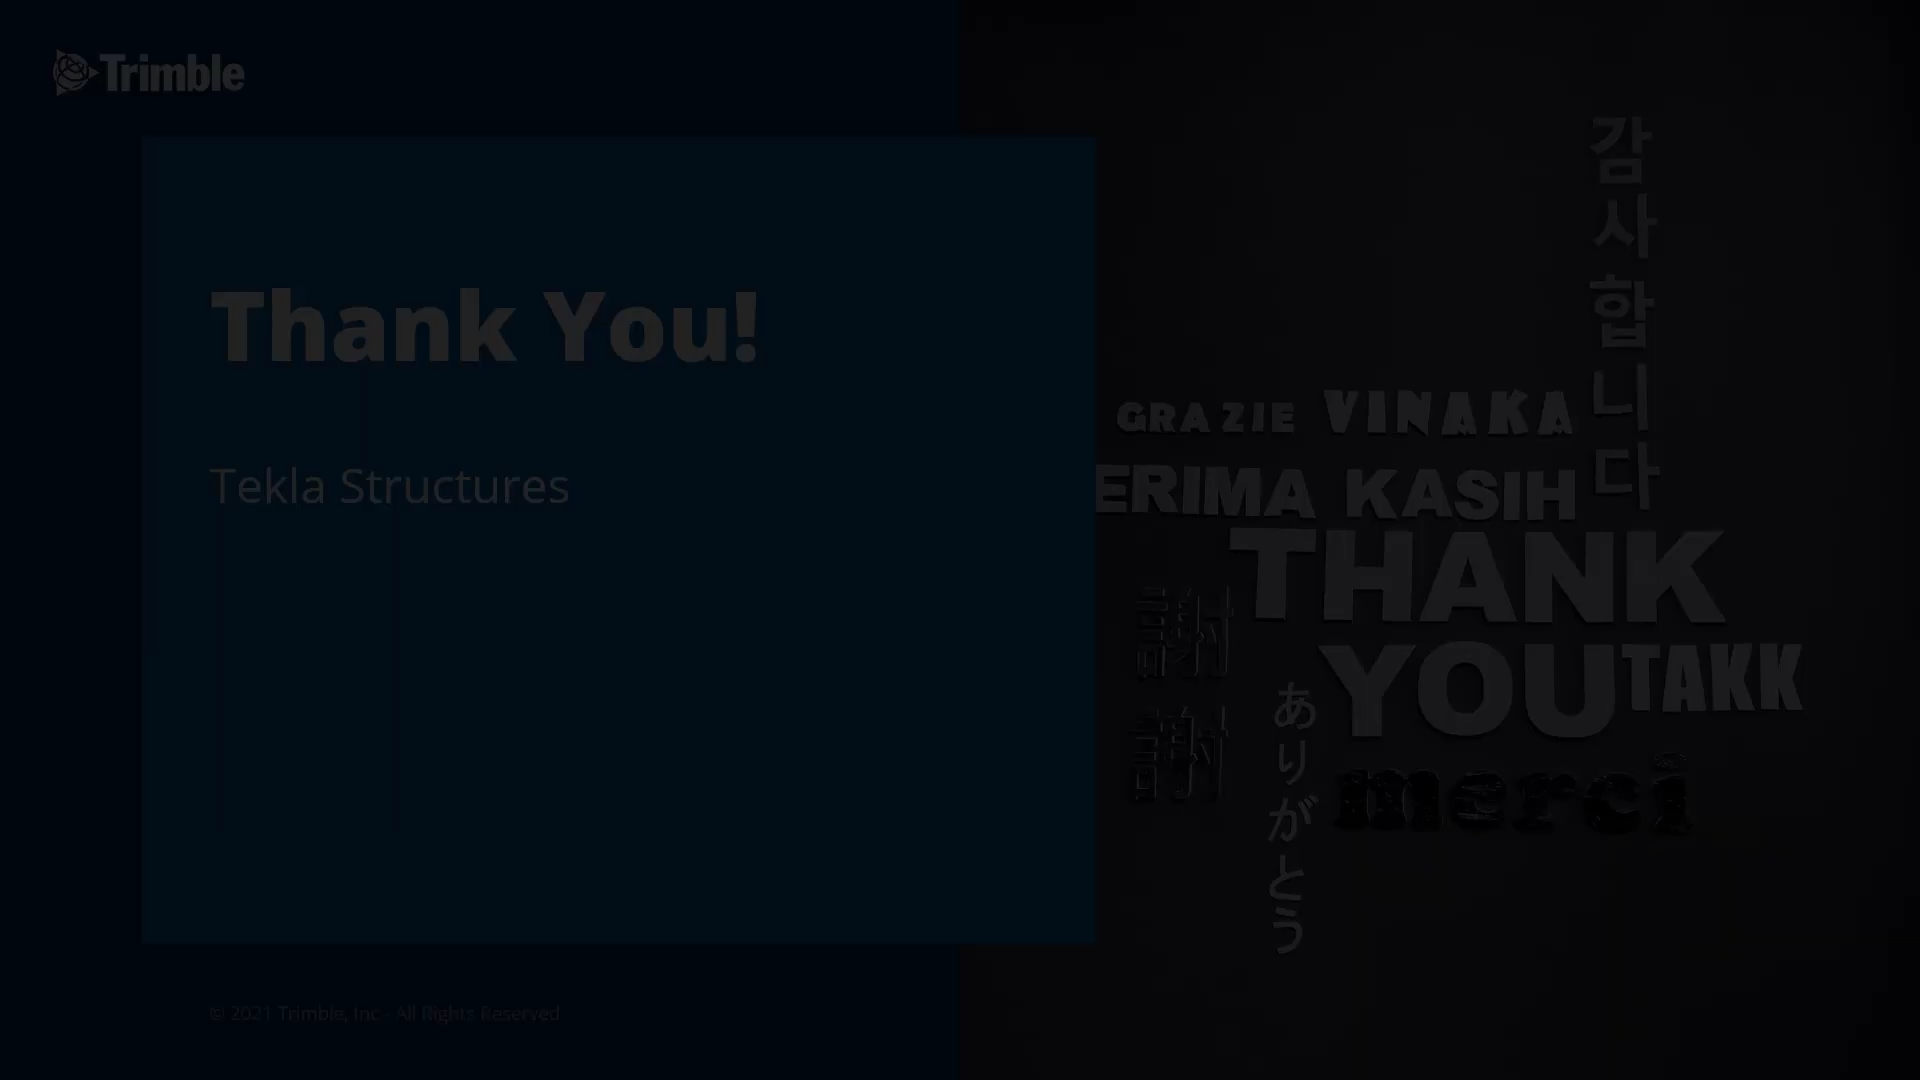 Trimble
Thank You!
Tekla Structures
© 2021 Trimble, Inc - All Rights Reserved
감사합니다
GRAZIE VINAKA
ERIMA KASIH
THANK
YOU TAKK
謝謝
ありがとう
merci